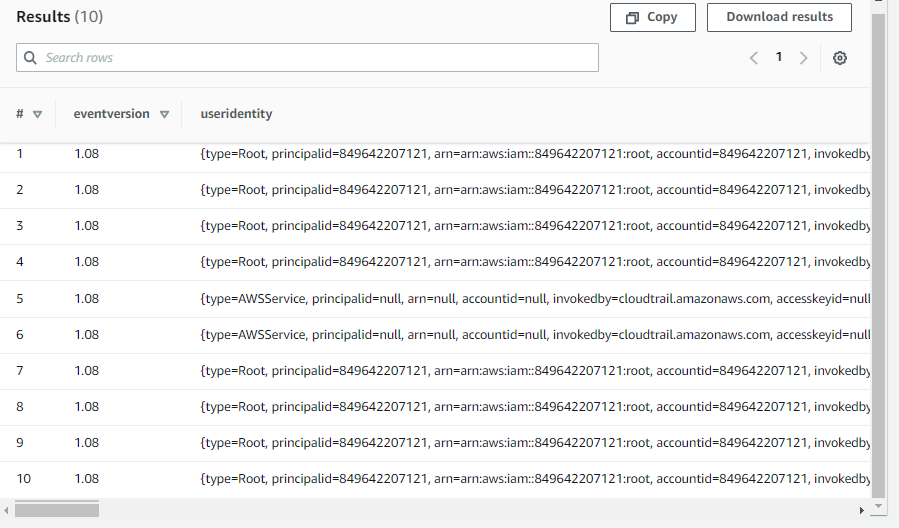 Results (10)
Copy
Download results
Search rows
1
# eventversion useridentity
1 1.08 {type=Root, principalid=849642207121, arn=arn:aws:iam::849642207121:root, accountid=849642207121, invokedby
2 1.08 {type=Root, principalid=849642207121, arn=arn:aws:iam::849642207121:root, accountid=849642207121, invokedby
3 1.08 {type=Root, principalid=849642207121, arn=arn:aws:iam::849642207121:root, accountid=849642207121, invokedby
4 1.08 {type=Root, principalid=849642207121, arn=arn:aws:iam::849642207121:root, accountid=849642207121, invokedby
5 1.08 {type=AWSService, principalid=null, arn=null, accountid=null, invokedby=cloudtrail.amazonaws.com, accesskeyid=null
6 1.08 {type=AWSService, principalid=null, arn=null, accountid=null, invokedby=cloudtrail.amazonaws.com, accesskeyid=null
7 1.08 {type=Root, principalid=849642207121, arn=arn:aws:iam::849642207121:root, accountid=849642207121, invokedby
8 1.08 {type=Root, principalid=849642207121, arn=arn:aws:iam::849642207121:root, accountid=849642207121, invokedby
9 1.08 {type=Root, principalid=849642207121, arn=arn:aws:iam::849642207121:root, accountid=849642207121, invokedby
10 1.08 {type=Root, principalid=849642207121, arn=arn:aws:iam::849642207121:root, accountid=849642207121, invokedby